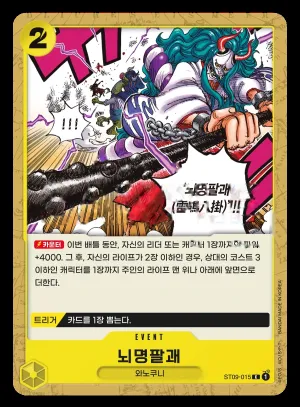 2
!!!
뇌명팔괘
(雷鳴八掛)"!!!
카운터 이번 배틀 동안, 자신의 리더 또는 캐릭터 1장까지를
+4000. 그 후, 자신의 라이프가 2장 이하인 경우, 상대의 코스트 3
이하인 캐릭터를 1장까지 주인의 라이프 맨 위나 아래에 앞면으로
더한다.
트리거 카드를 1장 뽑는다.
EVENT
뇌명팔괘
와노쿠니
ST09-015 C 1